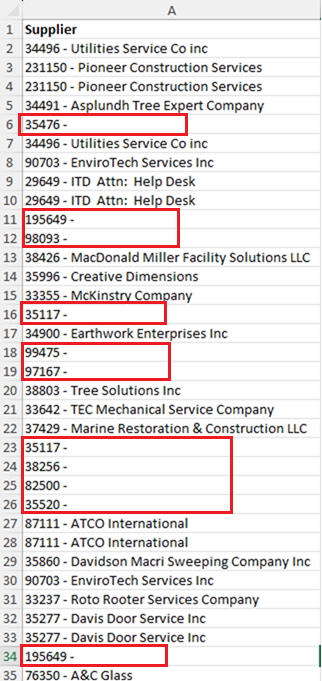 A
1 Supplier
2 34496 - Utilities Service Co inc
3 231150 - Pioneer Construction Services
4 231150 - Pioneer Construction Services
5 34491 - Asplundh Tree Expert Company
6 35476 -
7 34496 - Utilities Service Co inc
8 90703 - EnviroTech Services Inc
9 29649 - ITD  Attn:  Help Desk
10 29649 - ITD  Attn:  Help Desk
11 195649 -
12 98093 -
13 38426 - MacDonald Miller Facility Solutions LLC
14 35996 - Creative Dimensions
15 33355 - McKinstry Company
16 35117 -
17 34900 - Earthwork Enterprises Inc
18 99475 -
19 97167 -
20 38803 - Tree Solutions Inc
21 33642 - TEC Mechanical Service Company
22 37429 - Marine Restoration & Construction LLC
23 35117 -
24 38256 -
25 82500 -
26 35520 -
27 87111 - ATCO International
28 87111 - ATCO International
29 35860 - Davidson Macri Sweeping Company Inc
30 90703 - EnviroTech Services Inc
31 33237 - Roto Rooter Services Company
32 35277 - Davis Door Service Inc
33 35277 - Davis Door Service Inc
34 195649 -
35 76350 - A&C Glass